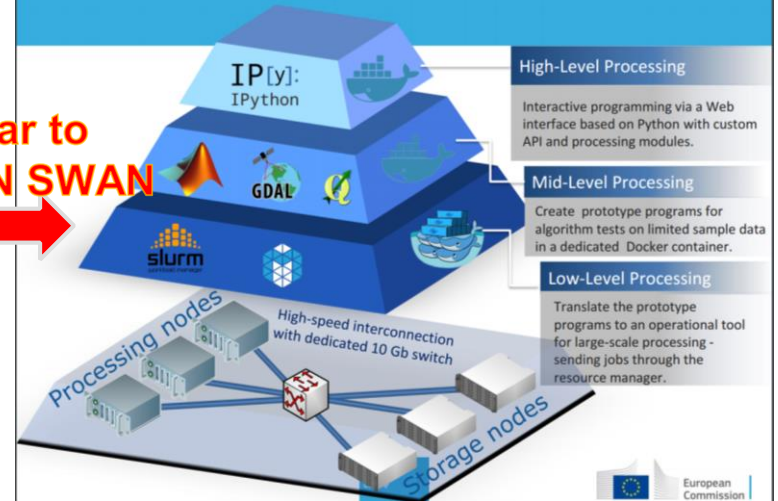 IP[y]:
IPython
ar to
N SWAN
GDAL
slurm
workload manager
High-Level Processing
Interactive programming via a Web
interface based on Python with custom
API and processing modules.
Mid-Level Processing
Create prototype programs for
algorithm tests on limited sample data
in a dedicated Docker container.
Low-Level Processing
Translate the prototype
programs to an operational tool
for large-scale processing -
sending jobs through the
resource manager.
Processing nodes
High-speed interconnection
with dedicated 10 Gb switch
Storage nodes
European
Commission